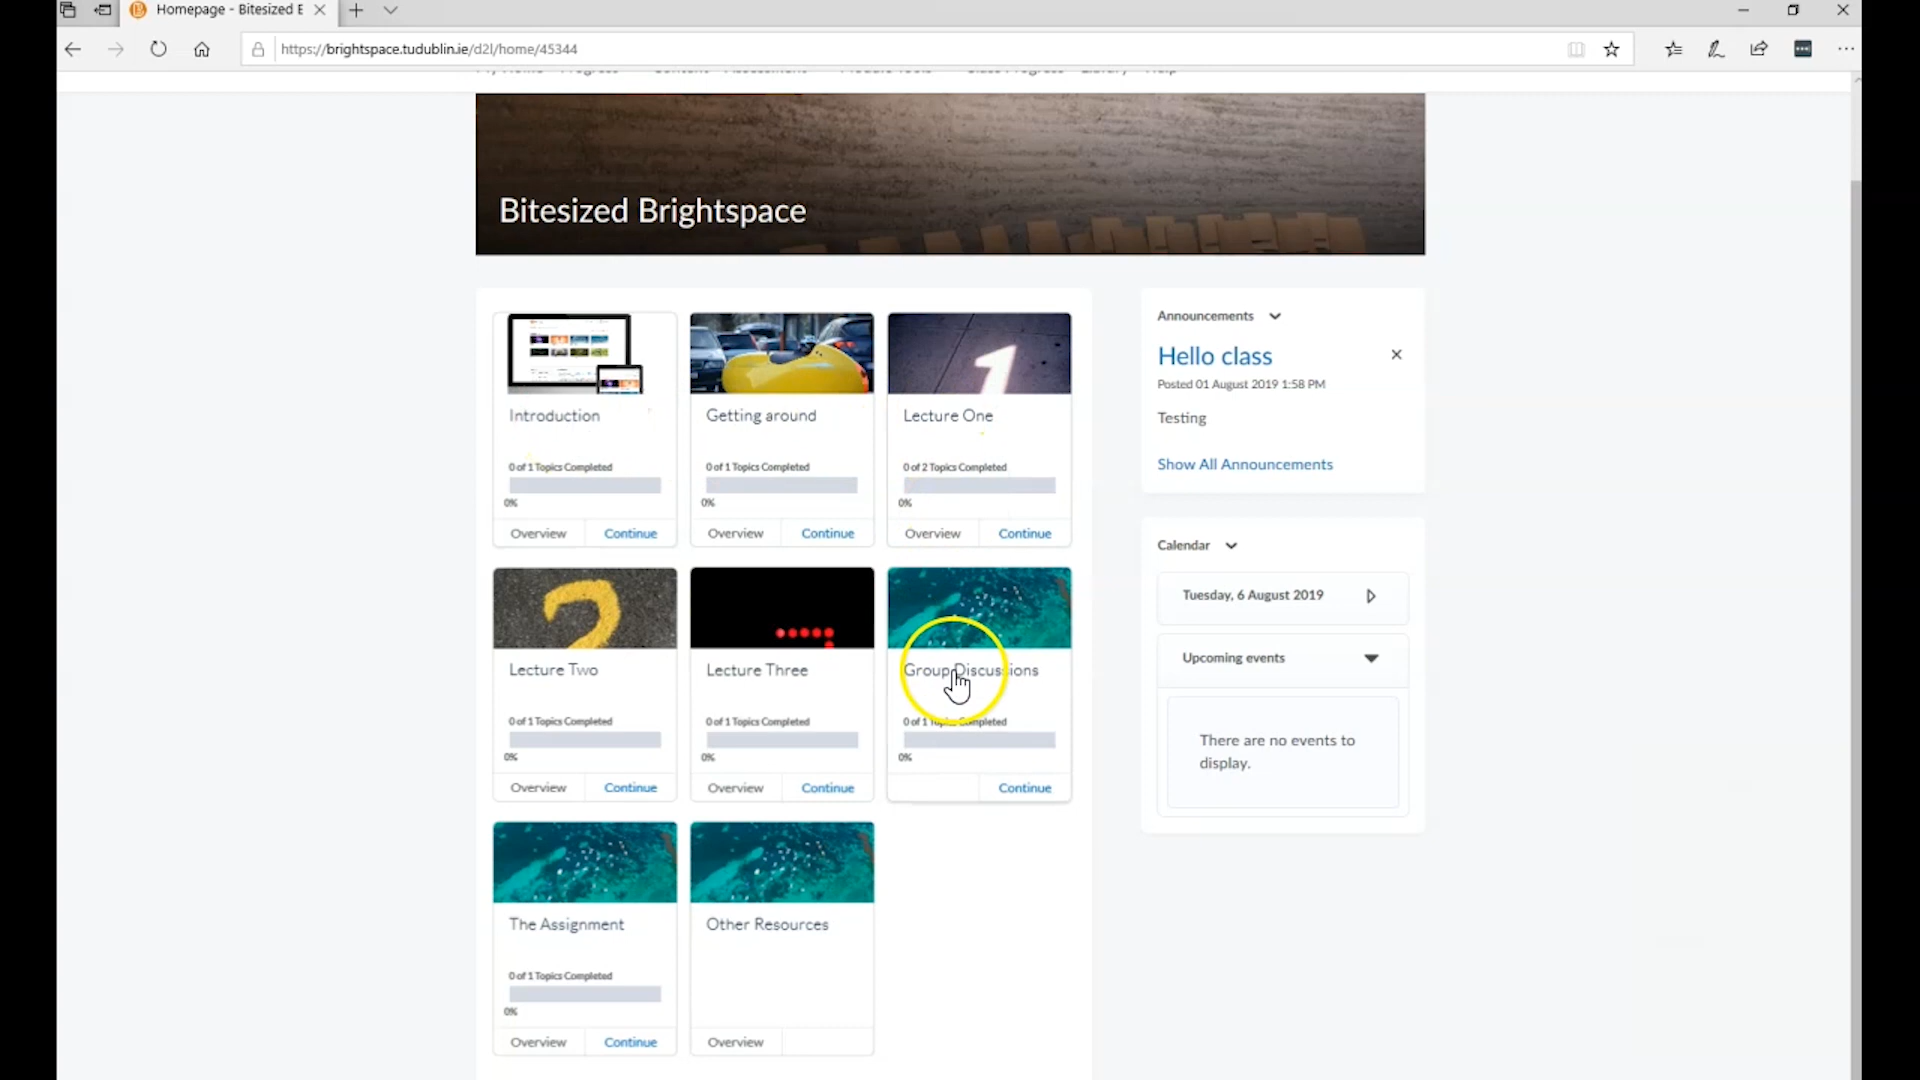 Homepage - Bitesized E
https://brightspace.tudublin.ie/d2l/home/45344
Bitesized Brightspace
Introduction
0 of 1 Topics Completed
0%
Overview Continue
Getting around
0 of 1 Topics Completed
0%
Overview Continue
Lecture One
0 of 2 Topics Completed
0%
Overview Continue
Lecture Two
0 of 1 Topics Completed
0%
Overview Continue
Lecture Three
0 of 1 Topics Completed
0%
Overview Continue
Group Discussions
0 of 1 Topics Completed
0%
Continue
The Assignment
0 of 1 Topics Completed
0%
Overview Continue
Other Resources
Overview
Announcements
Hello class
Posted 01 August 2019 1:58 PM
Testing
Show All Announcements
Calendar
Tuesday, 6 August 2019
Upcoming events
There are no events to
display.